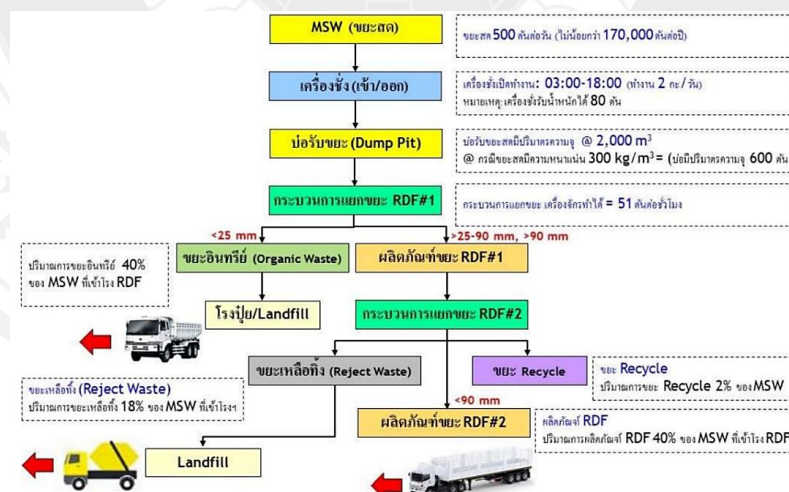 MSW (ขยะสด)
ขยะสด 500 ตันต่อวัน (ไม่น้อยกว่า 170,000 ตันต่อปี)
เครื่องชั่ง (เข้า/ออก)
เครื่องชั่งเปิดทำงาน: 03:00-18:00 (ทำงาน 2 กะ/วัน)
หมายเหตุ: เครื่องชั่งรับน้ำหนักได้ 80 ตัน
บ่อรับขยะ (Dump Pit)
บ่อรับขยะสดมีปริมาตรความจุ @ 2,000 m³
@ กรณีขยะสดมีความหนาแน่น 300 kg/m³ = (บ่อมีปริมาตรความจุ 600 ตัน
กระบวนการแยกขยะ RDF#1
กระบวนการแยกขยะ เครื่องจักรทำได้ = 51 ตันต่อชั่วโมง
<25 mm
>25-90 mm, >90 mm
ปริมาณการขยะอินทรีย์ 40%
ของ MSW ที่เข้าโรง RDF
ขยะอินทรีย์ (Organic Waste)
ผลิตภัณฑ์ขยะ RDF#1
โรงปุ๋ย/Landfill
กระบวนการแยกขยะ RDF#2
ขยะเหลือทิ้ง (Reject Waste)
ขยะ Recycle
ขยะ Recycle
ปริมาณการขยะ Recycle 2% ของ MSW
ขยะเหลือทิ้ง (Reject Waste)
ปริมาณการขยะเหลือทิ้ง 18% ของ MSW ที่เข้าโรงฯ
<90 mm
ผลิตภัณฑ์ขยะ RDF#2
ผลิตภัณฑ์ RDF
ปริมาณการผลิตภัณฑ์ RDF 40% ของ MSW ที่เข้าโรง RDF
Landfill